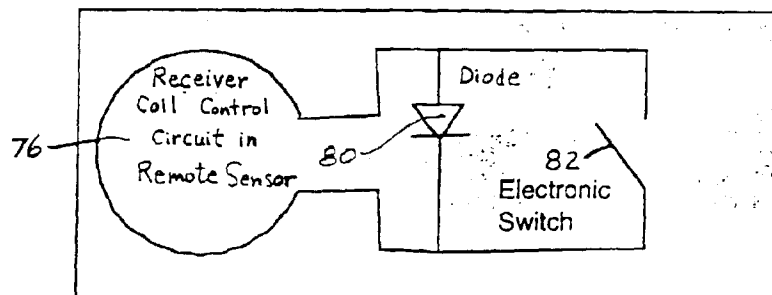 Receiver
Coil Control
Circuit in
Remote Sensor
76
Diode
80
82
Electronic
Switch